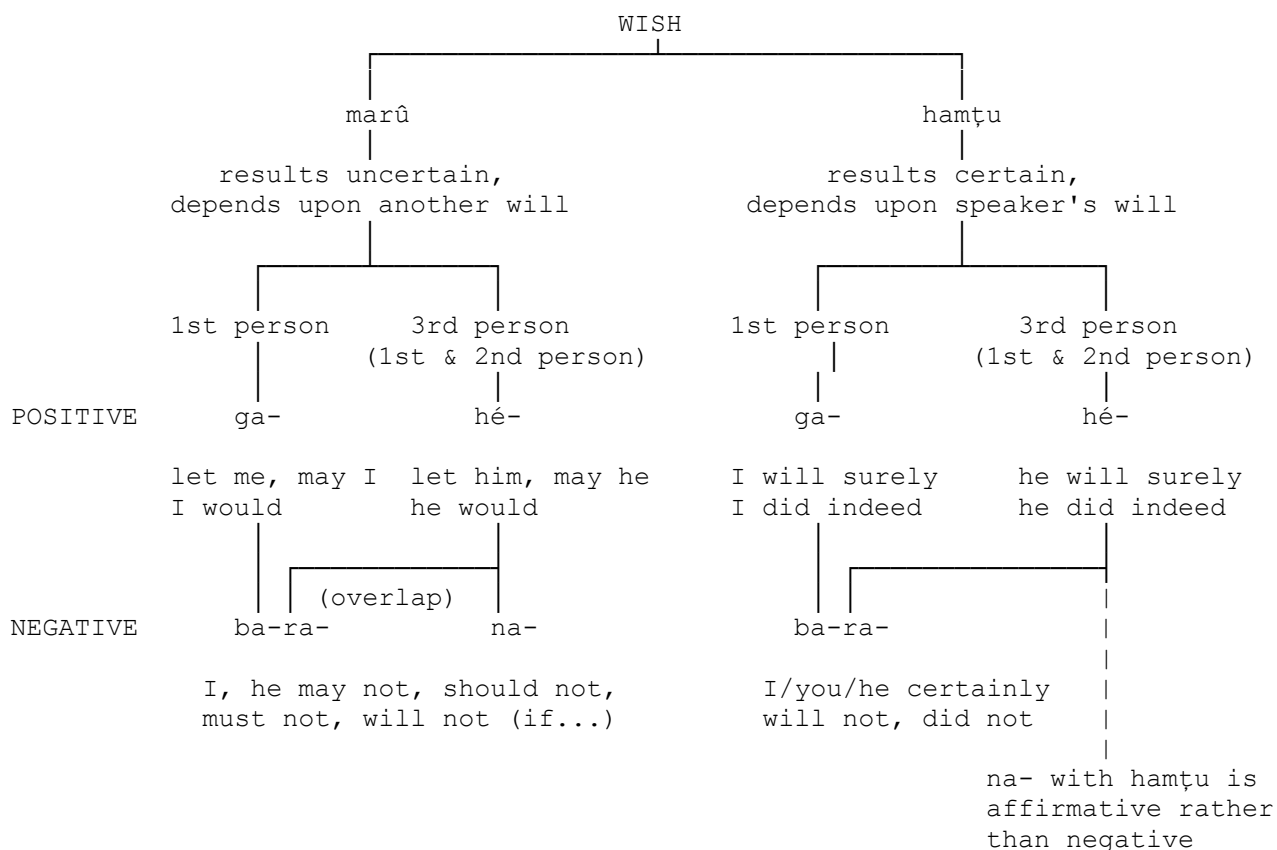 WISH
marû hamṭu
results uncertain, results certain,
depends upon another will depends upon speaker's will
1st person 3rd person 1st person 3rd person
(1st & 2nd person) (1st & 2nd person)
POSITIVE ga- hé- ga- hé-
let me, may I let him, may he I will surely he will surely
I would he would I did indeed he did indeed
(overlap)
NEGATIVE ba-ra- na- ba-ra-
I, he may not, should not, I/you/he certainly
must not, will not (if...) will not, did not
na- with hamṭu is
affirmative rather
than negative